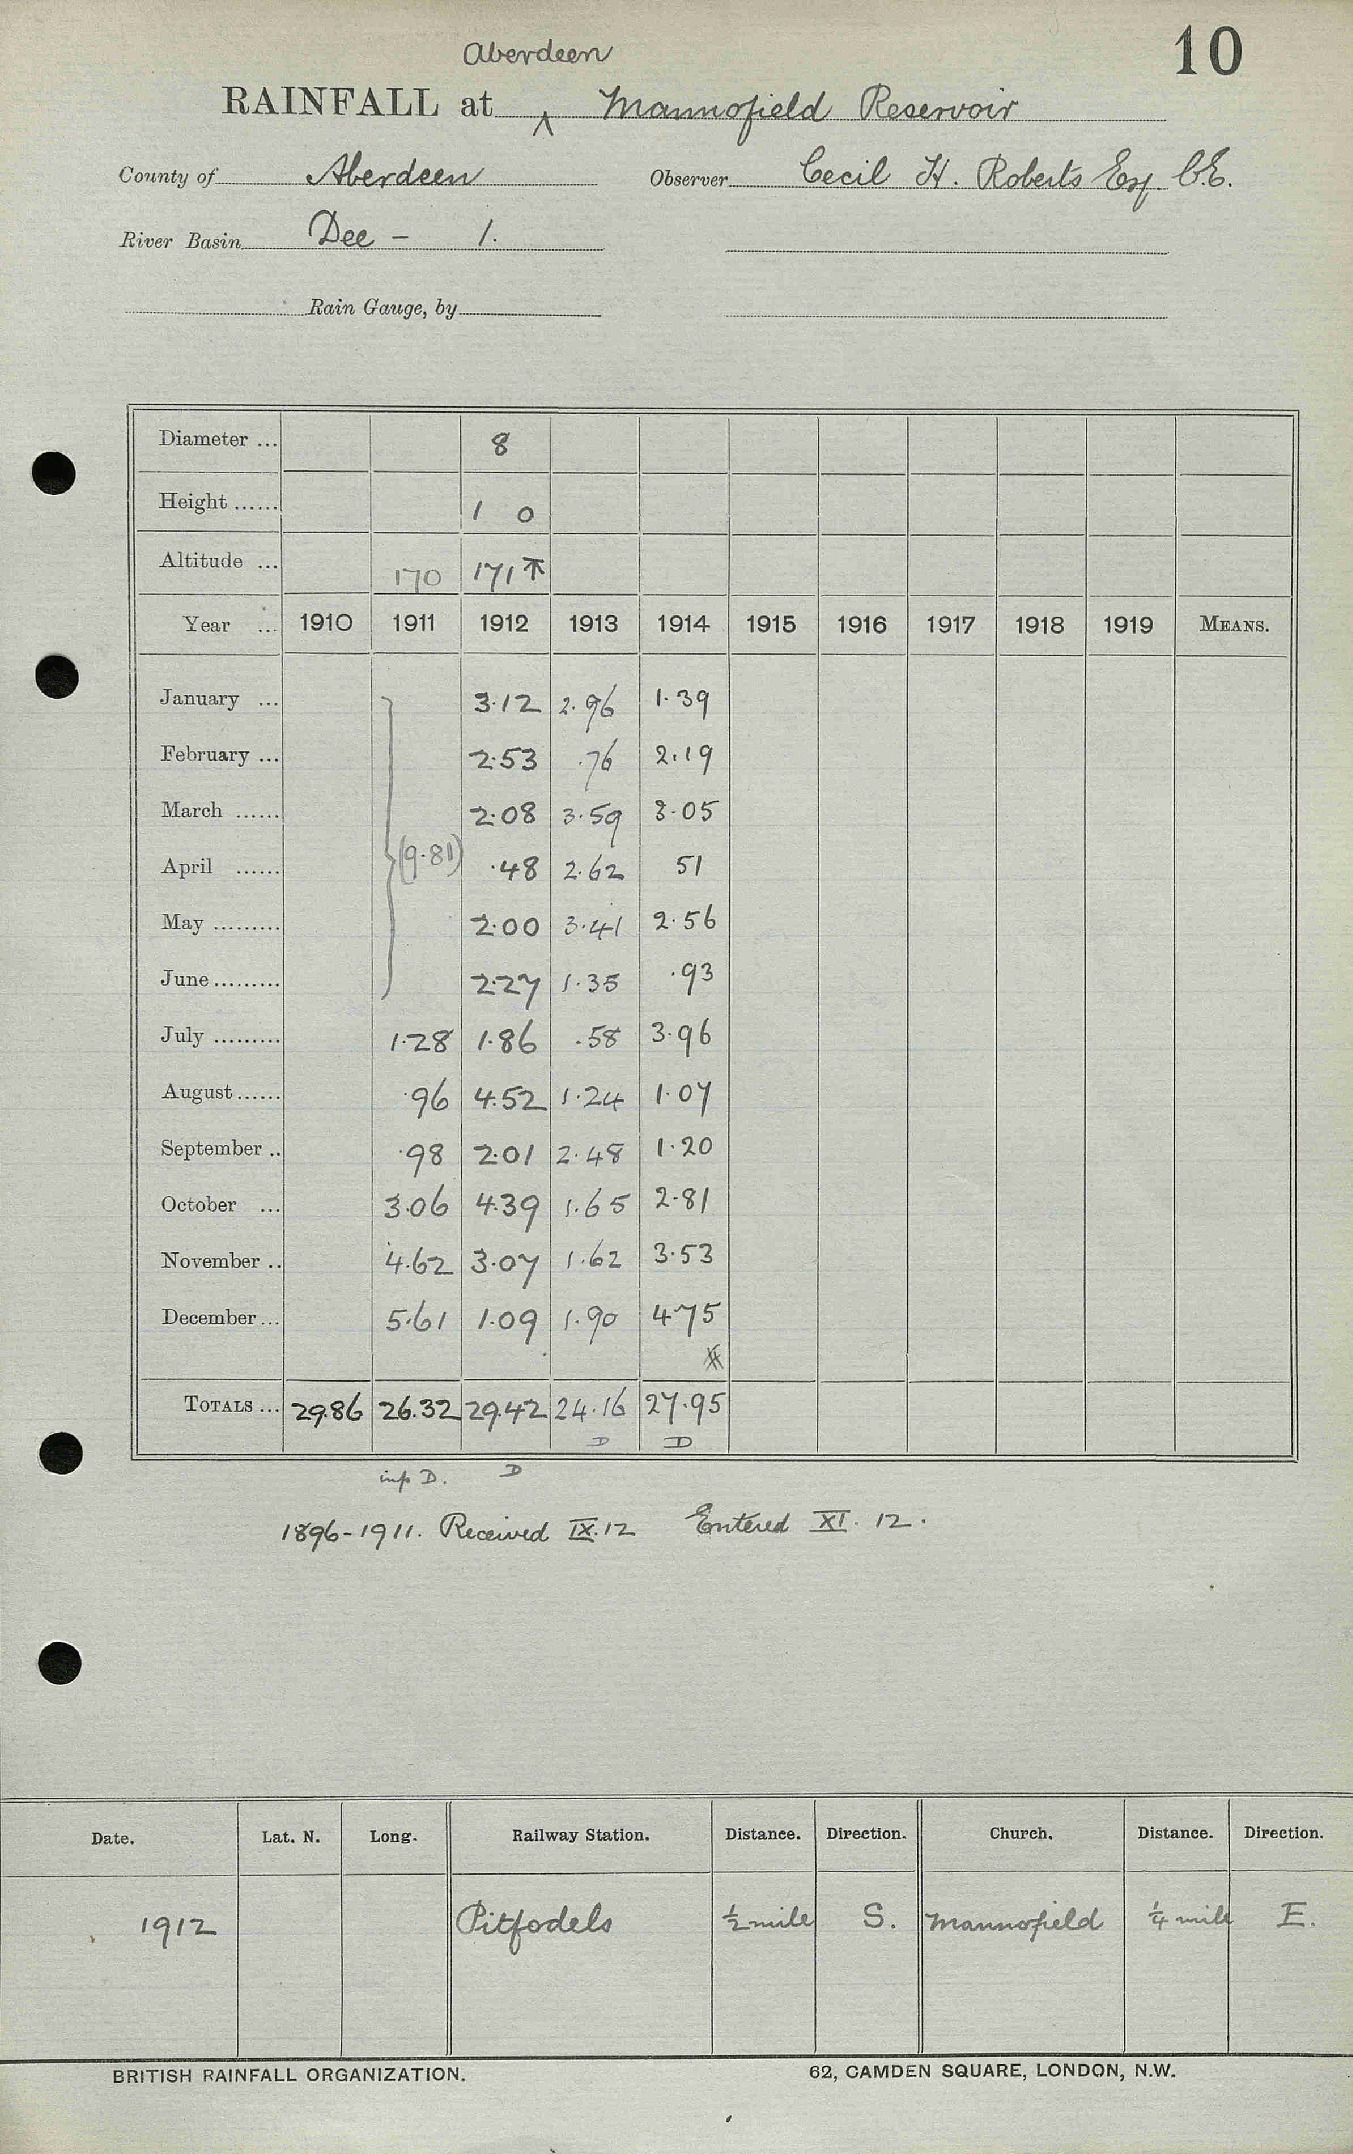 10
Aberdeen
RAINFALL at ^ Mannofield Reservoir
County of Aberdeen Observer Cecil H. Roberts Esq. C.E.
River Basin Dee - 1.
Rain Gauge, by
Diameter ... 8
Height ...... 1 0
Altitude ... 170 171 ⊼
Year ... 1910 1911 1912 1913 1914 1915 1916 1917 1918 1919 MEANS.
January ... 3.12 2.96 1.39
February ... 2.53 .76 2.19
March ...... 2.08 3.59 3.05
April ...... (9.81) .48 2.62 51
May ......... 2.00 3.41 2.56
June ......... 2.27 1.35 .93
July ......... 1.28 1.86 .58 3.96
August ...... .96 4.52 1.24 1.07
September .. .98 2.01 2.48 1.20
October ... 3.06 4.39 1.65 2.81
November .. 4.62 3.07 1.62 3.53
December ... 5.61 1.09 1.90 4.75
TOTALS ... 29.86 26.32 29.42 24.16 27.95
D D
inf D. D
1896-1911. Received IX.12 Entered XI. 12.
Date. Lat. N. Long. Railway Station. Distance. Direction. Church. Distance. Direction.
1912 Pitfodels ½ mile S. Mannofield ¼ mile E.
BRITISH RAINFALL ORGANIZATION. 62, CAMDEN SQUARE, LONDON, N.W.